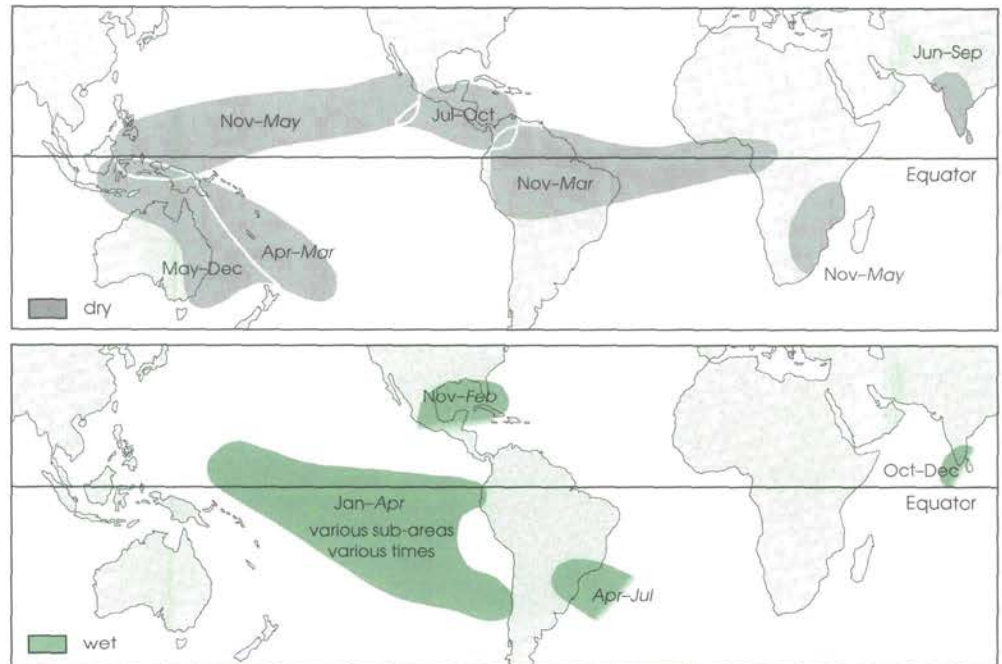 Jun–Sep
Nov–May
Jul–Oct
Nov–Mar
Equator
Apr–Mar
May–Dec
Nov–May
dry
Nov–Feb
Oct–Dec
Jan–Apr
Equator
various sub-areas
various times
Apr–Jul
wet